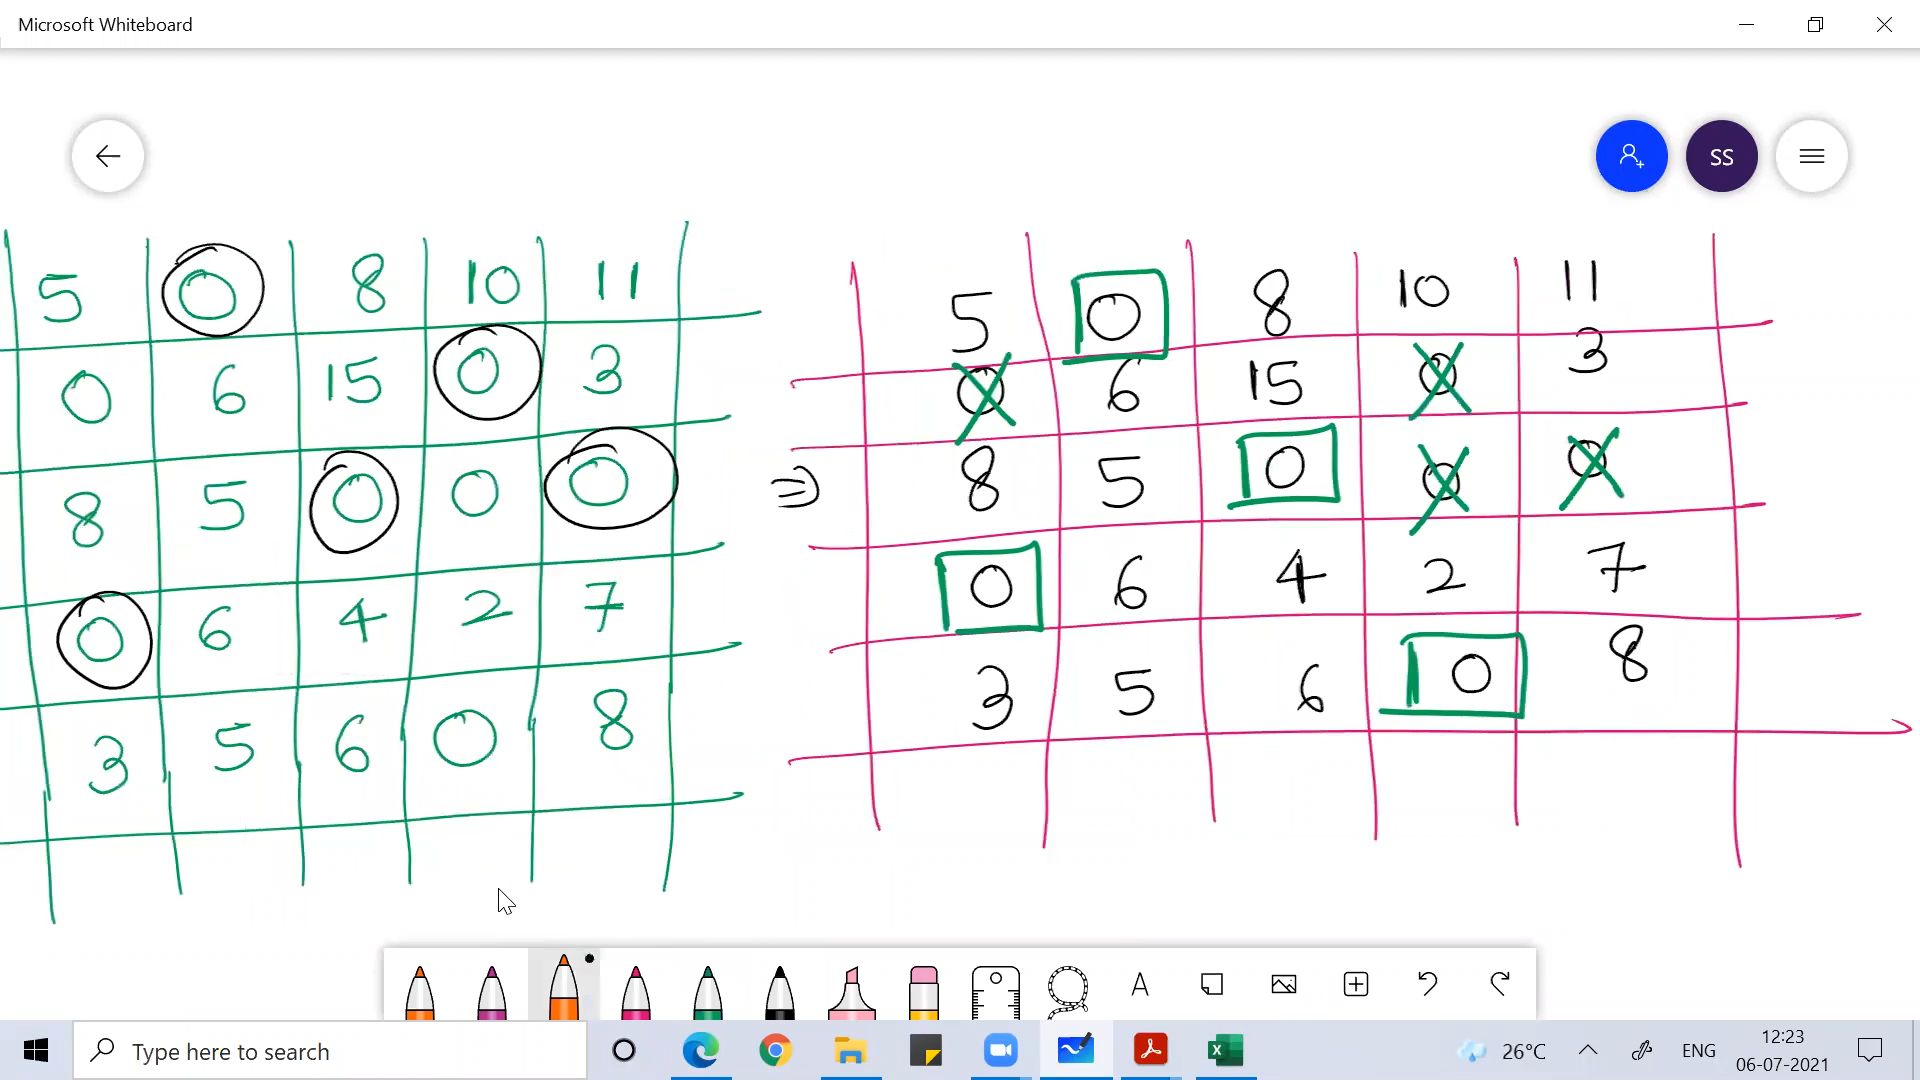 Microsoft Whiteboard
SS
5 0 8 10 11
0 6 15 0 3
8 5 0 0 0
0 6 4 2 7
3 5 6 0 8
⇒
5 0 8 10 11
0 6 15 0 3
8 5 0 0 0
0 6 4 2 7
3 5 6 0 8
A
Type here to search
26°C
ENG
12:23
06-07-2021